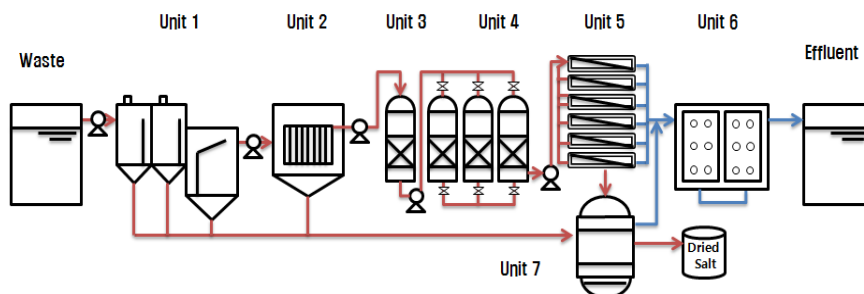 Unit 1
Unit 2
Unit 3
Unit 4
Unit 5
Unit 6
Waste
Effluent
Unit 7
Dried
Salt